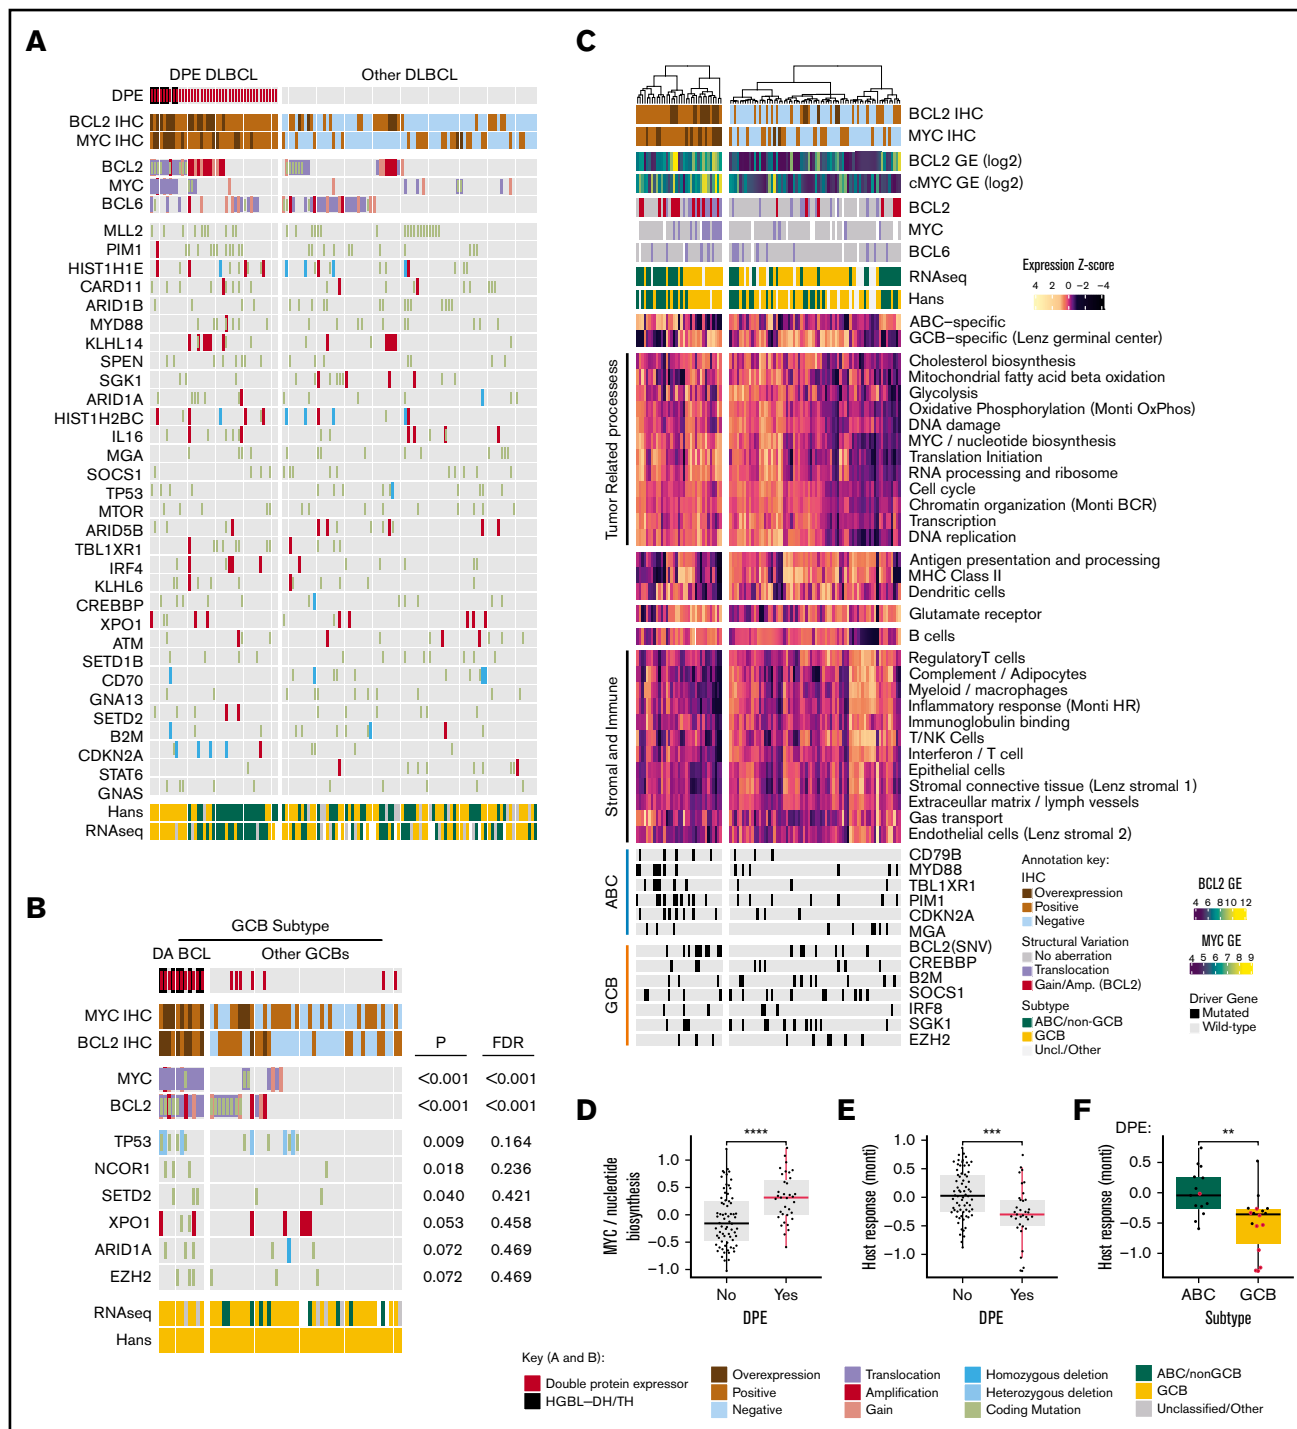 A
DPE DLBCL
Other DLBCL
DPE
BCL2 IHC
MYC IHC
BCL2
MYC
BCL6
MLL2
PIM1
HIST1H1E
CARD11
ARID1B
MYD88
KLHL14
SPEN
SGK1
ARID1A
HIST1H2BC
IL16
MGA
SOCS1
TP53
MTOR
ARID5B
TBL1XR1
IRF4
KLHL6
CREBBP
XPO1
ATM
SETD1B
CD70
GNA13
SETD2
B2M
CDKN2A
STAT6
GNAS
Hans
RNAseq
B
GCB Subtype
DA BCL
Other GCBs
MYC IHC
BCL2 IHC
P
FDR
MYC
<0.001
<0.001
BCL2
<0.001
<0.001
TP53
0.009
0.164
NCOR1
0.018
0.236
SETD2
0.040
0.421
XPO1
0.053
0.458
ARID1A
0.072
0.469
EZH2
0.072
0.469
RNAseq
Hans
C
BCL2 IHC
MYC IHC
BCL2 GE (log2)
cMYC GE (log2)
BCL2
MYC
BCL6
RNAseq
Hans
Expression Z-score
4 2 0 −2 −4
ABC−specific
GCB−specific (Lenz germinal center)
Tumor Related processess
Cholesterol biosynthesis
Mitochondrial fatty acid beta oxidation
Glycolysis
Oxidative Phosphorylation (Monti OxPhos)
DNA damage
MYC / nucleotide biosynthesis
Translation Initiation
RNA processing and ribosome
Cell cycle
Chromatin organization (Monti BCR)
Transcription
DNA replication
Antigen presentation and processing
MHC Class II
Dendritic cells
Glutamate receptor
B cells
Stromal and Immune
RegulatoryT cells
Complement / Adipocytes
Myeloid / macrophages
Inflammatory response (Monti HR)
Immunoglobulin binding
T/NK Cells
Interferon / T cell
Epithelial cells
Stromal connective tissue (Lenz stromal 1)
Extraceullar matrix / lymph vessels
Gas transport
Endothelial cells (Lenz stromal 2)
ABC
CD79B
MYD88
TBL1XR1
PIM1
CDKN2A
MGA
GCB
BCL2(SNV)
CREBBP
B2M
SOCS1
IRF8
SGK1
EZH2
Annotation key:
IHC
Overexpression
Positive
Negative
Structural Variation
No aberration
Translocation
Gain/Amp. (BCL2)
Subtype
ABC/non-GCB
GCB
Uncl./Other
BCL2 GE
4 6 8 10 12
MYC GE
4 5 6 7 8 9
Driver Gene
Mutated
Wild-type
D
****
MYC / nucleotide
biosynthesis
1.0
0.5
0.0
−0.5
−1.0
No
Yes
DPE
E
***
Host response (monti)
1.0
0.5
0.0
−0.5
−1.0
No
Yes
DPE
F
DPE:
**
Host response (monti)
0.5
0.0
−0.5
−1.0
ABC
GCB
Subtype
Key (A and B):
Double protein expressor
HGBL−DH/TH
Overexpression
Positive
Negative
Translocation
Amplification
Gain
Homozygous deletion
Heterozygous deletion
Coding Mutation
ABC/nonGCB
GCB
Unclassified/Other